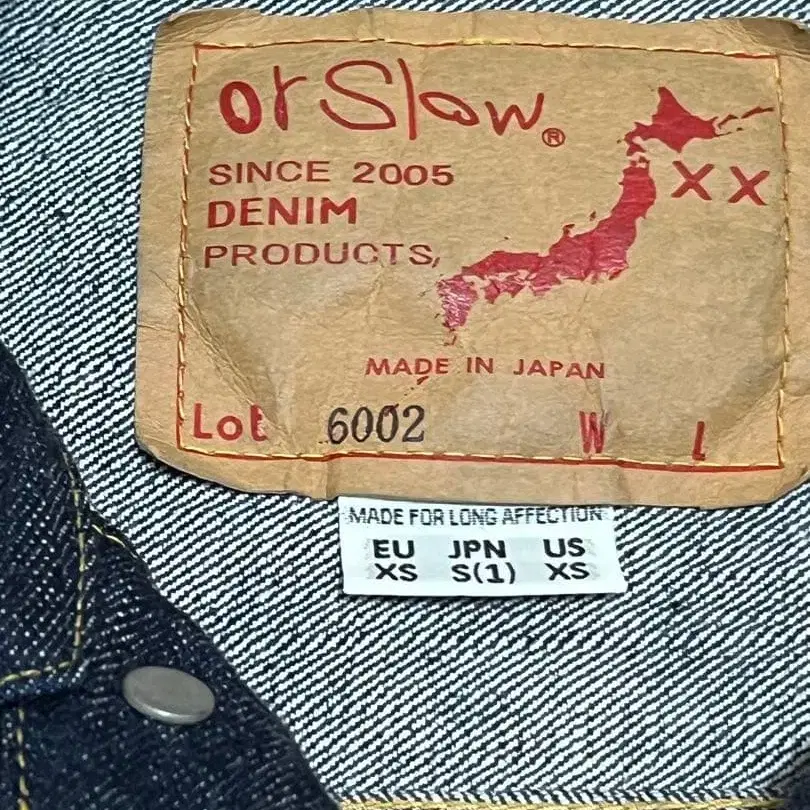 orSlow®
SINCE 2005
XX
DENIM
PRODUCTS,
MADE IN JAPAN
Lot 6002 W L
MADE FOR LONG AFFECTION
EU JPN US
XS S(1) XS